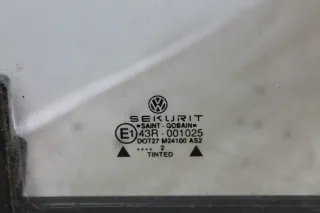 SEKURIT
SAINT-GOBAIN
E1 43R-001025
DOT27 M24100 AS2
.... 2
TINTED